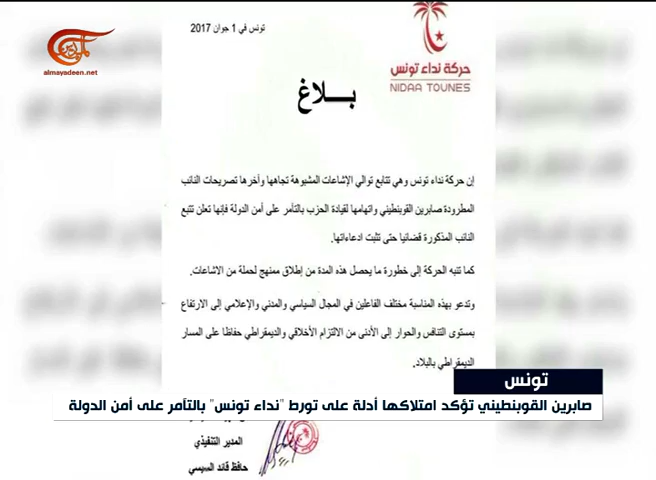 الميادين
almayadeen.net
تونس في 1 جوان 2017
حركة نداء تونس
NIDAA TOUNES
بـــلاغ
إن حركة نداء تونس وهي تتابع توالي الإشاعات المشبوهة تجاهها وآخرها تصريحات النائب
المطرودة صابرين القوبنطيني واتهامها لقيادة الحزب بالتآمر على أمن الدولة فإنها تعلن تتبع
النائب المذكورة قضائيا حتى تثبت ادعاءاتها.
كما تنبه الحركة إلى خطورة ما يحصل هذه المدة من إطلاق ممنهج لحملة من الاشاعات.
وتدعو بهذه المناسبة مختلف الفاعلين في المجال السياسي والمدني والإعلامي إلى الارتفاع
بمستوى التنافس والحوار إلى الأدنى من الالتزام الأخلاقي والديمقراطي حفاظا على المسار
الديمقراطي بالبلاد.
تونس
صابرين القوبنطيني تؤكد امتلاكها أدلة على تورط "نداء تونس" بالتآمر على أمن الدولة
المدير التنفيذي
حافظ قائد السبسي